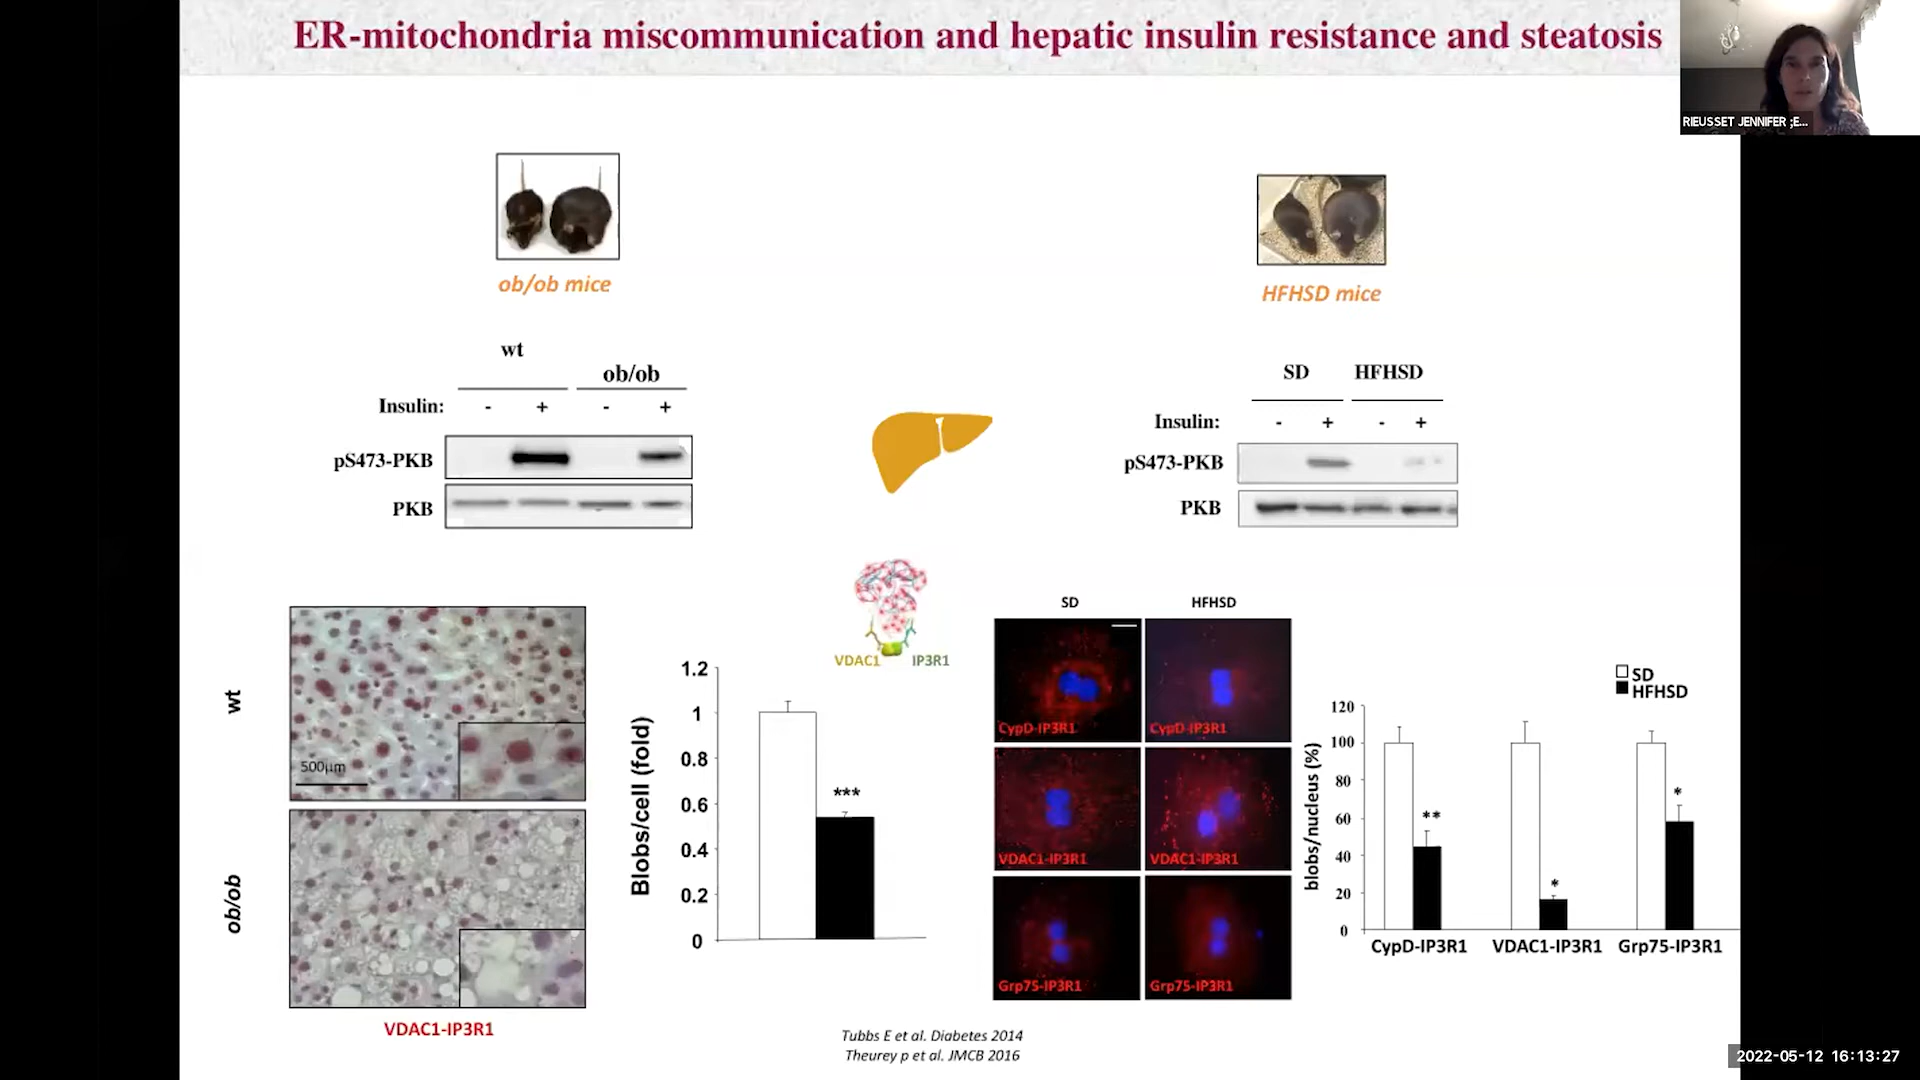 ER-mitochondria miscommunication and hepatic insulin resistance and steatosis
RIEUSSET JENNIFER ;E...
ob/ob mice
HFHSD mice
wt
ob/ob
Insulin: - + - +
pS473-PKB
PKB
SD HFHSD
Insulin: - + - +
pS473-PKB
PKB
wt
500µm
ob/ob
VDAC1-IP3R1
VDAC1 IP3R1
Blobs/cell (fold)
1.2
1
0.8
0.6
0.4
0.2
0
***
SD HFHSD
CypD-IP3R1 CypD-IP3R1
VDAC1-IP3R1 VDAC1-IP3R1
Grp75-IP3R1 Grp75-IP3R1
SD
HFHSD
blobs/nucleus (%)
120
100
80
60
40
20
0
** * *
CypD-IP3R1 VDAC1-IP3R1 Grp75-IP3R1
Tubbs E et al. Diabetes 2014
Theurey p et al. JMCB 2016
2022-05-12 16:13:27